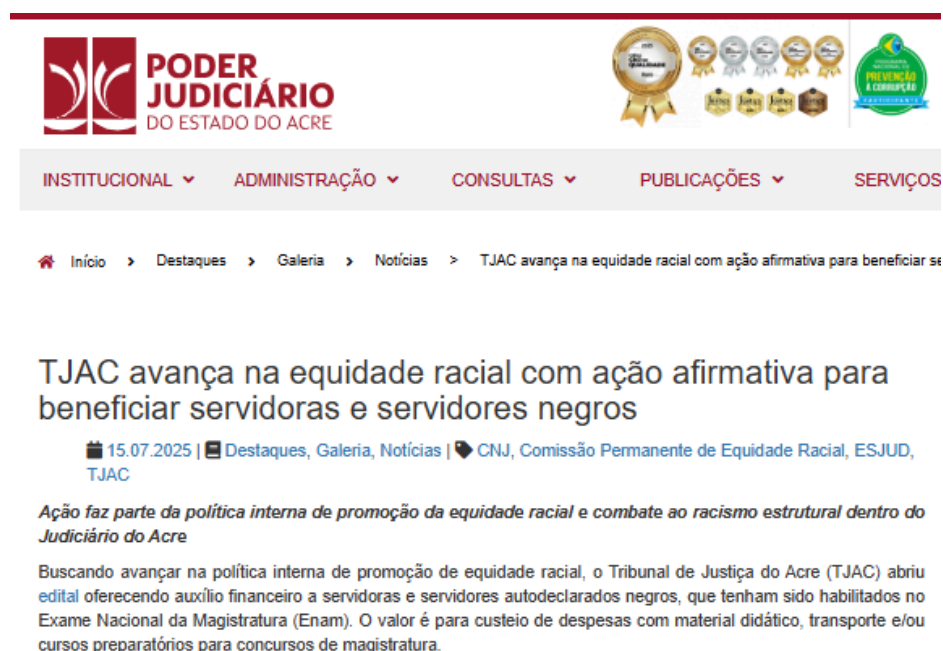 PODER
JUDICIÁRIO
DO ESTADO DO ACRE
PREVENÇÃO
À CORRUPÇÃO
INSTITUCIONAL ADMINISTRAÇÃO CONSULTAS PUBLICAÇÕES SERVIÇOS
Início › Destaques › Galeria › Notícias > TJAC avança na equidade racial com ação afirmativa para beneficiar se
TJAC avança na equidade racial com ação afirmativa para
beneficiar servidoras e servidores negros
15.07.2025 | Destaques, Galeria, Notícias | CNJ, Comissão Permanente de Equidade Racial, ESJUD,
TJAC
Ação faz parte da política interna de promoção da equidade racial e combate ao racismo estrutural dentro do
Judiciário do Acre
Buscando avançar na política interna de promoção de equidade racial, o Tribunal de Justiça do Acre (TJAC) abriu
edital oferecendo auxílio financeiro a servidoras e servidores autodeclarados negros, que tenham sido habilitados no
Exame Nacional da Magistratura (Enam). O valor é para custeio de despesas com material didático, transporte e/ou
cursos preparatórios para concursos de magistratura.